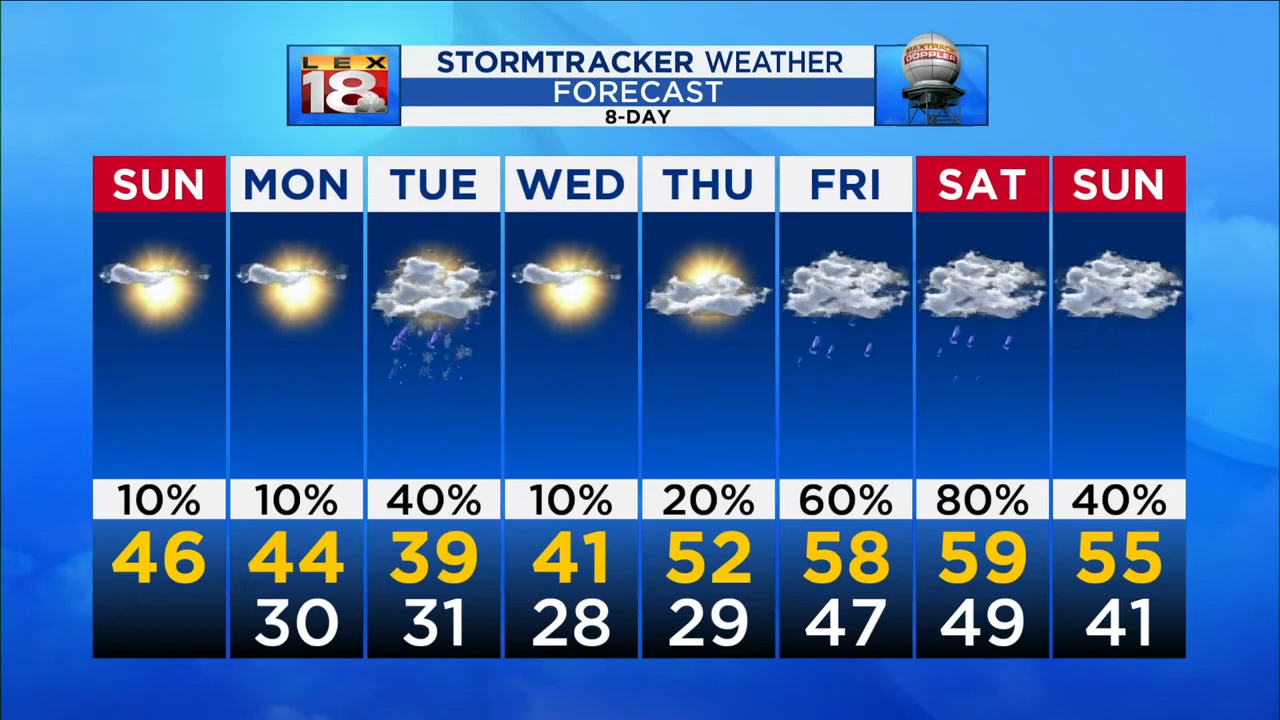 LEX
18
STORMTRACKER WEATHER
FORECAST
8-DAY
MAXTRACK
DOPPLER
SUN MON TUE WED THU FRI SAT SUN
10% 10% 40% 10% 20% 60% 80% 40%
46 44 39 41 52 58 59 55
30 31 28 29 47 49 41